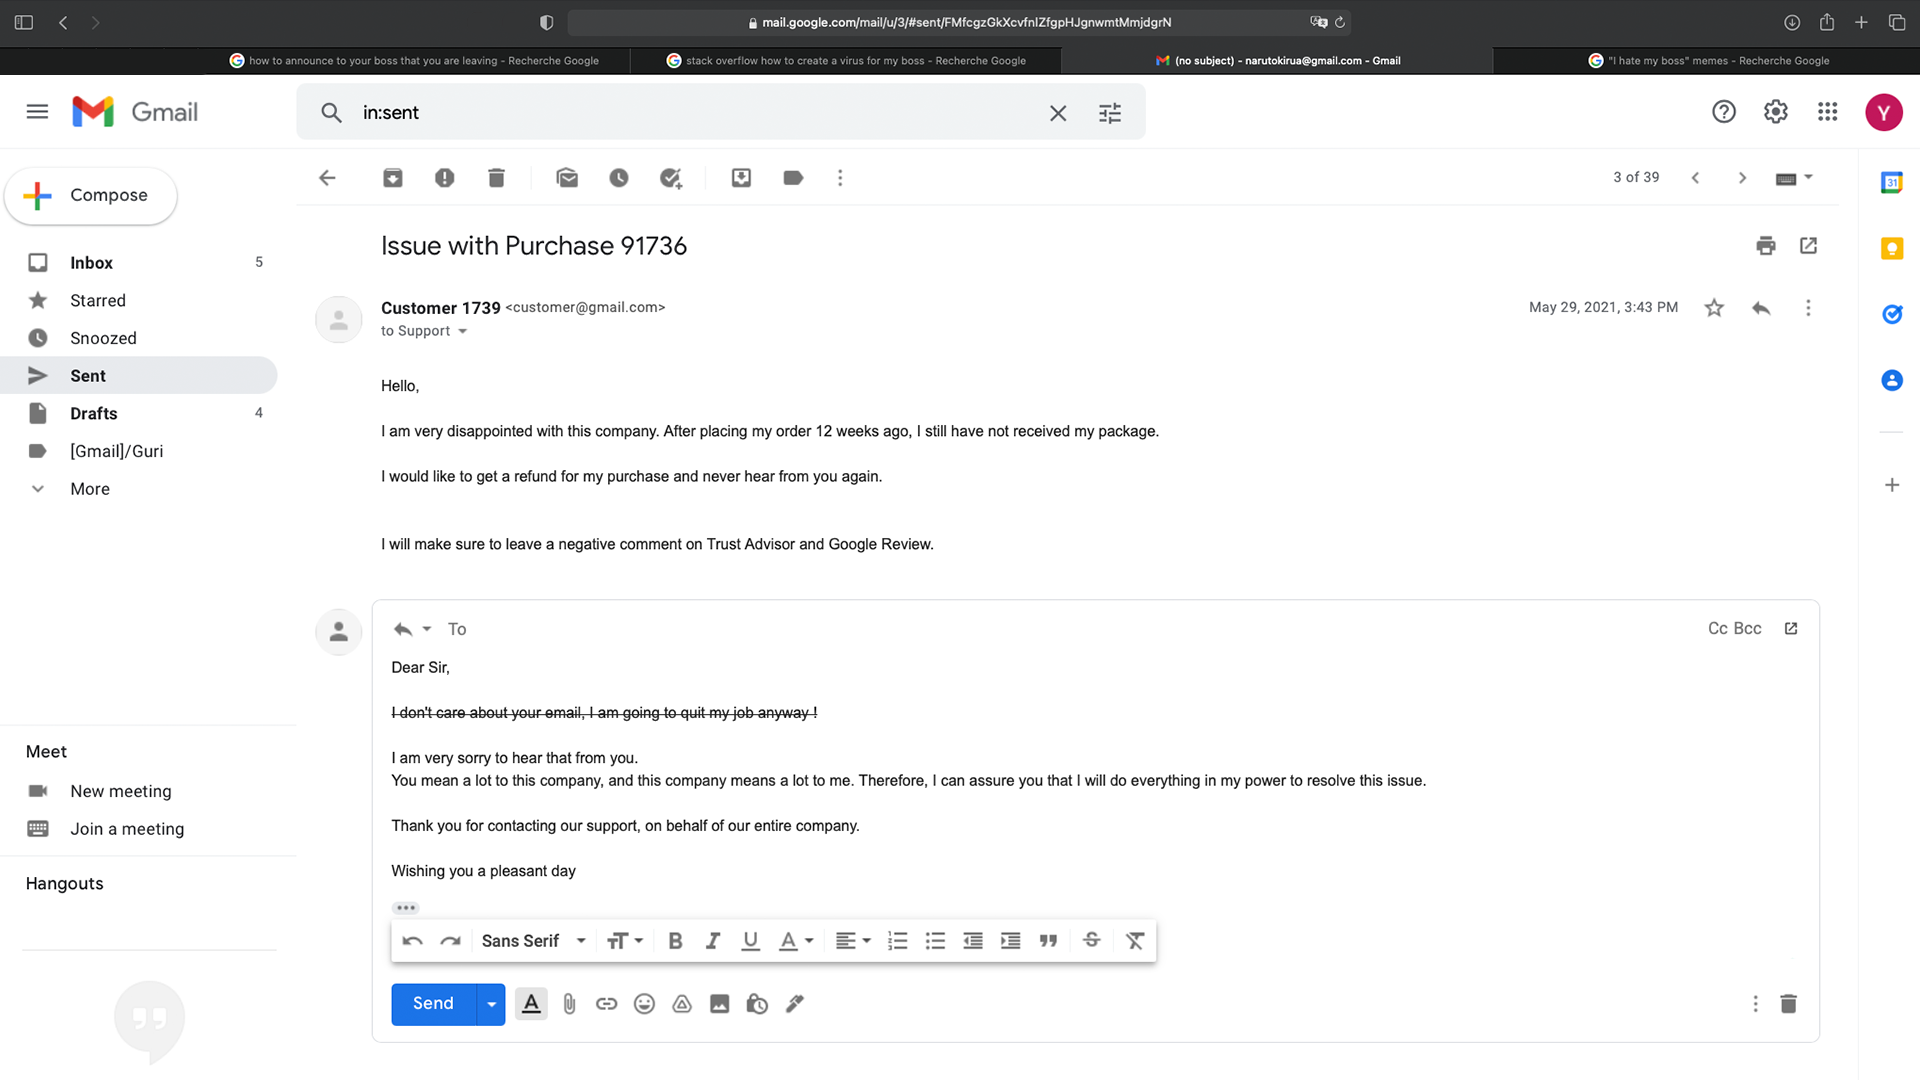 mail.google.com/mail/u/3/#sent/FMfcgzGkXcvfnlZfgpHJgnwmtMmjdgrN
how to announce to your boss that you are leaving - Recherche Google
stack overflow how to create a virus for my boss - Recherche Google
(no subject) - narutokirua@gmail.com - Gmail
"I hate my boss" memes - Recherche Google
Gmail
in:sent
Y
Compose
3 of 39
31
Issue with Purchase 91736
Inbox 5
Starred
Snoozed
Sent
Drafts 4
[Gmail]/Guri
More
Customer 1739 <customer@gmail.com>
May 29, 2021, 3:43 PM
to Support
Hello,
I am very disappointed with this company. After placing my order 12 weeks ago, I still have not received my package.
I would like to get a refund for my purchase and never hear from you again.
I will make sure to leave a negative comment on Trust Advisor and Google Review.
To
Cc Bcc
Dear Sir,
I don't care about your email, I am going to quit my job anyway !
I am very sorry to hear that from you.
You mean a lot to this company, and this company means a lot to me. Therefore, I can assure you that I will do everything in my power to resolve this issue.
Thank you for contacting our support, on behalf of our entire company.
Wishing you a pleasant day
Sans Serif
Send
Meet
New meeting
Join a meeting
Hangouts